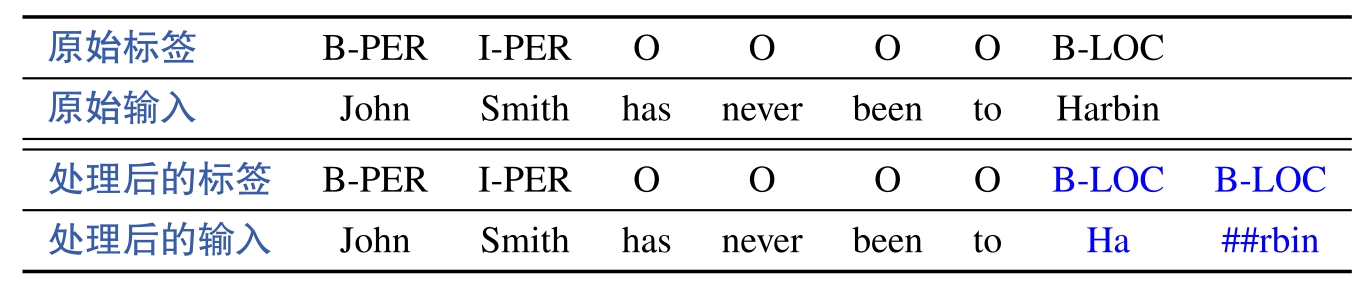 原始标签 B-PER I-PER O O O O B-LOC
原始输入 John Smith has never been to Harbin
处理后的标签 B-PER I-PER O O O O B-LOC B-LOC
处理后的输入 John Smith has never been to Ha ##rbin